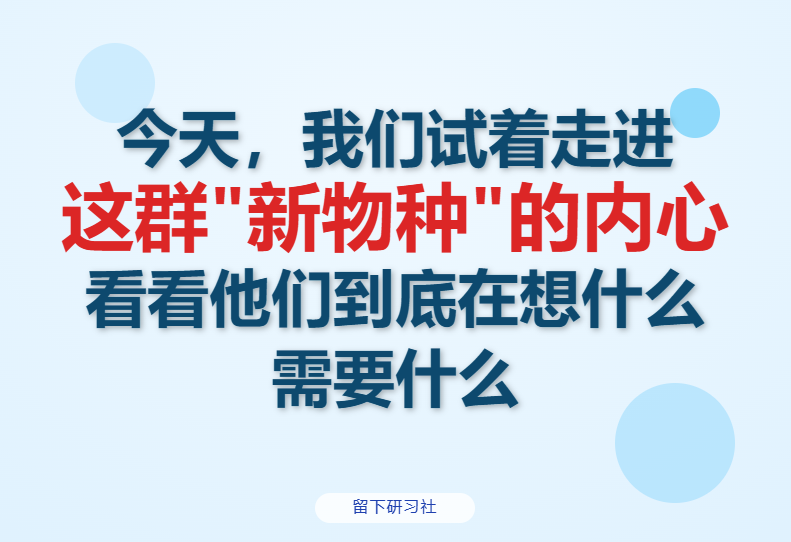 今天，我们试着走进
这群"新物种"的内心
看看他们到底在想什么
需要什么
留下研习社